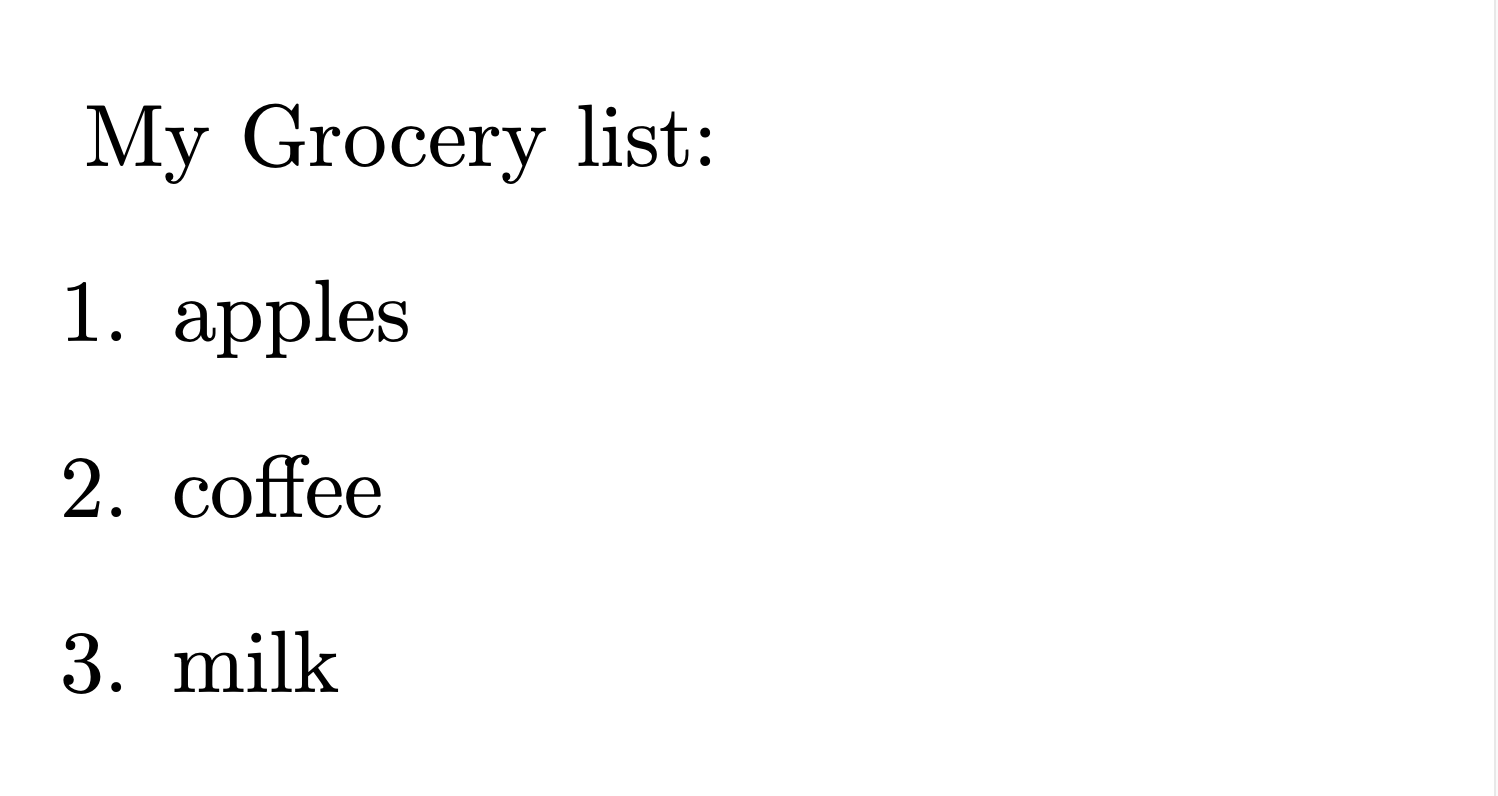 My Grocery list:
1. apples
2. coffee
3. milk